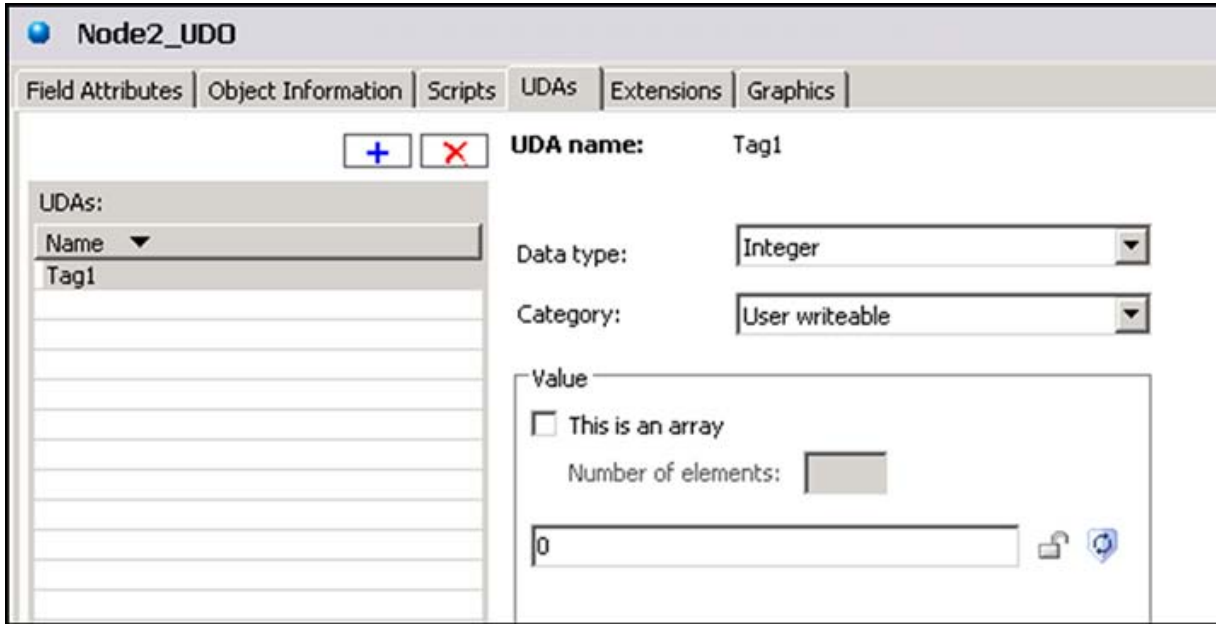 Node2_UDO
Field Attributes Object Information Scripts UDAs Extensions Graphics
UDA name: Tag1
UDAs:
Name
Tag1
Data type: Integer
Category: User writeable
Value
This is an array
Number of elements:
0